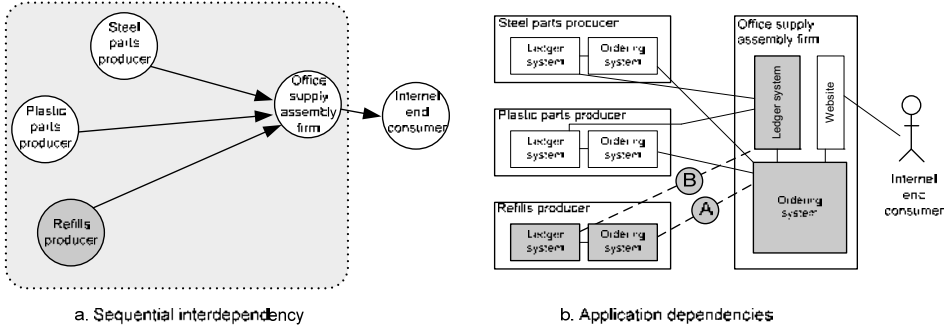 Steel
parts
producer
Plastic
parts
producer
Refills
producer
Office
supply
assembly
firm
Internet
end
consumer
a. Sequential interdependency
Steel parts producer
Ledger
system
Ordering
system
Plastic parts producer
Ledger
system
Ordering
system
Refills producer
Ledger
system
Ordering
system
B
A
Office supply
assembly firm
Ledger system
Website
Ordering
system
Internet
end
consumer
b. Application dependencies